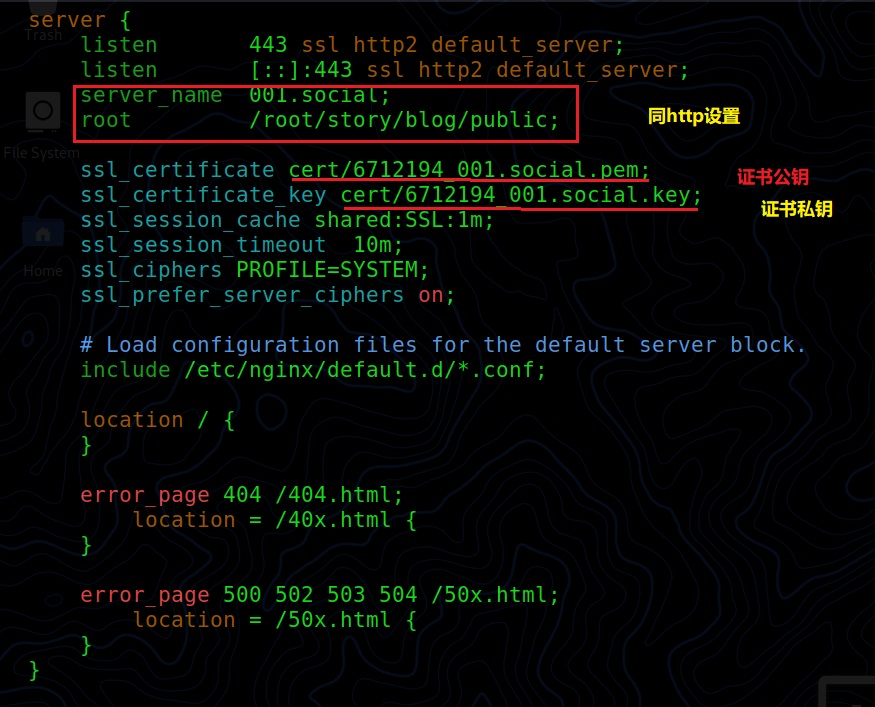 server {
Trash
listen 443 ssl http2 default_server;
listen [::]:443 ssl http2 default_server;
server_name 001.social;
root /root/story/blog/public;
同http设置
File System
ssl_certificate cert/6712194_001.social.pem;
证书公钥
ssl_certificate_key cert/6712194_001.social.key;
证书私钥
ssl_session_cache shared:SSL:1m;
ssl_session_timeout 10m;
Home
ssl_ciphers PROFILE=SYSTEM;
ssl_prefer_server_ciphers on;
# Load configuration files for the default server block.
include /etc/nginx/default.d/*.conf;
location / {
}
error_page 404 /404.html;
location = /40x.html {
}
error_page 500 502 503 504 /50x.html;
location = /50x.html {
}
}